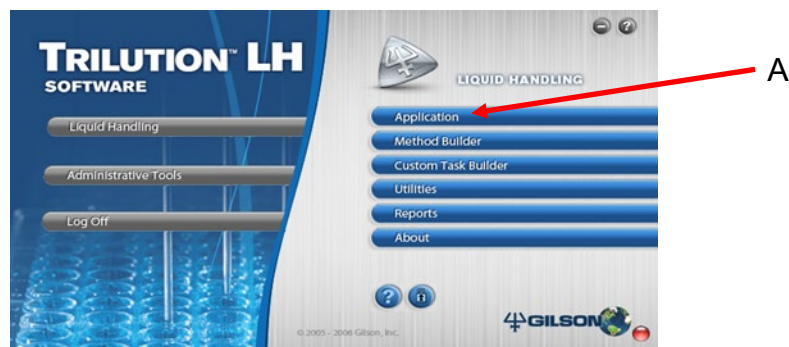 TRILUTION™ LH
SOFTWARE
Liquid Handling
Administrative Tools
Log Off
LIQUID HANDLING
Application
Method Builder
Custom Task Builder
Utilities
Reports
About
? 
?
© 2005 - 2006 Gilson, Inc.
GILSON
A